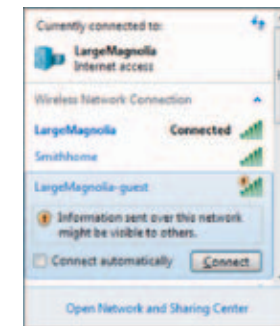 Currently connected to:
LargeMagnolia
Internet access
Wireless Network Connection
LargeMagnolia Connected
Smithhome
LargeMagnolia-guest
Information sent over this network
might be visible to others.
Connect automatically Connect
Open Network and Sharing Center